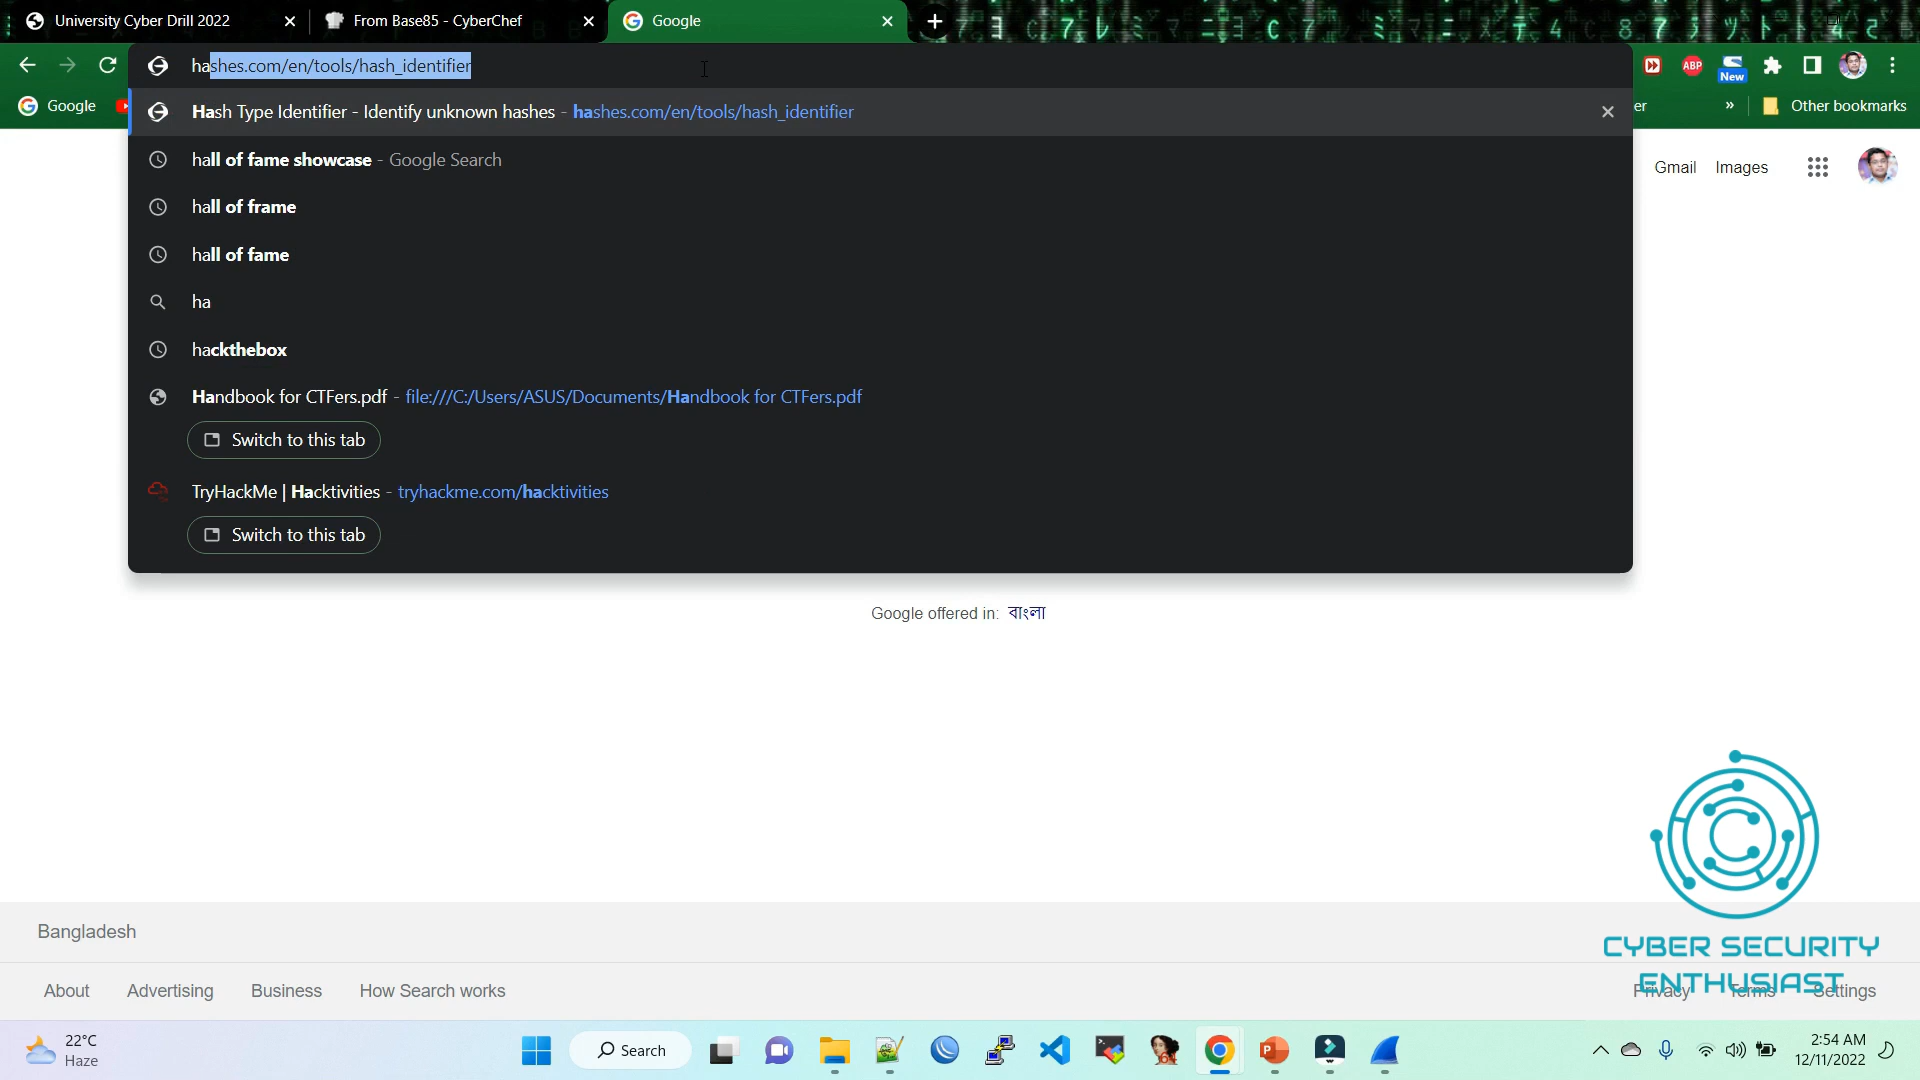 University Cyber Drill 2022
From Base85 - CyberChef
Google
hashes.com/en/tools/hash_identifier
ABP
New
Google
er
»
Other bookmarks
Hash Type Identifier - Identify unknown hashes - hashes.com/en/tools/hash_identifier
hall of fame showcase - Google Search
hall of frame
hall of fame
ha
hackthebox
Handbook for CTFers.pdf - file:///C:/Users/ASUS/Documents/Handbook for CTFers.pdf
Switch to this tab
TryHackMe | Hacktivities - tryhackme.com/hacktivities
Switch to this tab
Gmail Images
Google offered in: বাংলা
Bangladesh
CYBER SECURITY
ENTHUSIAST
About Advertising Business How Search works
Privacy Terms Settings
22°C
Haze
Search
2:54 AM
12/11/2022